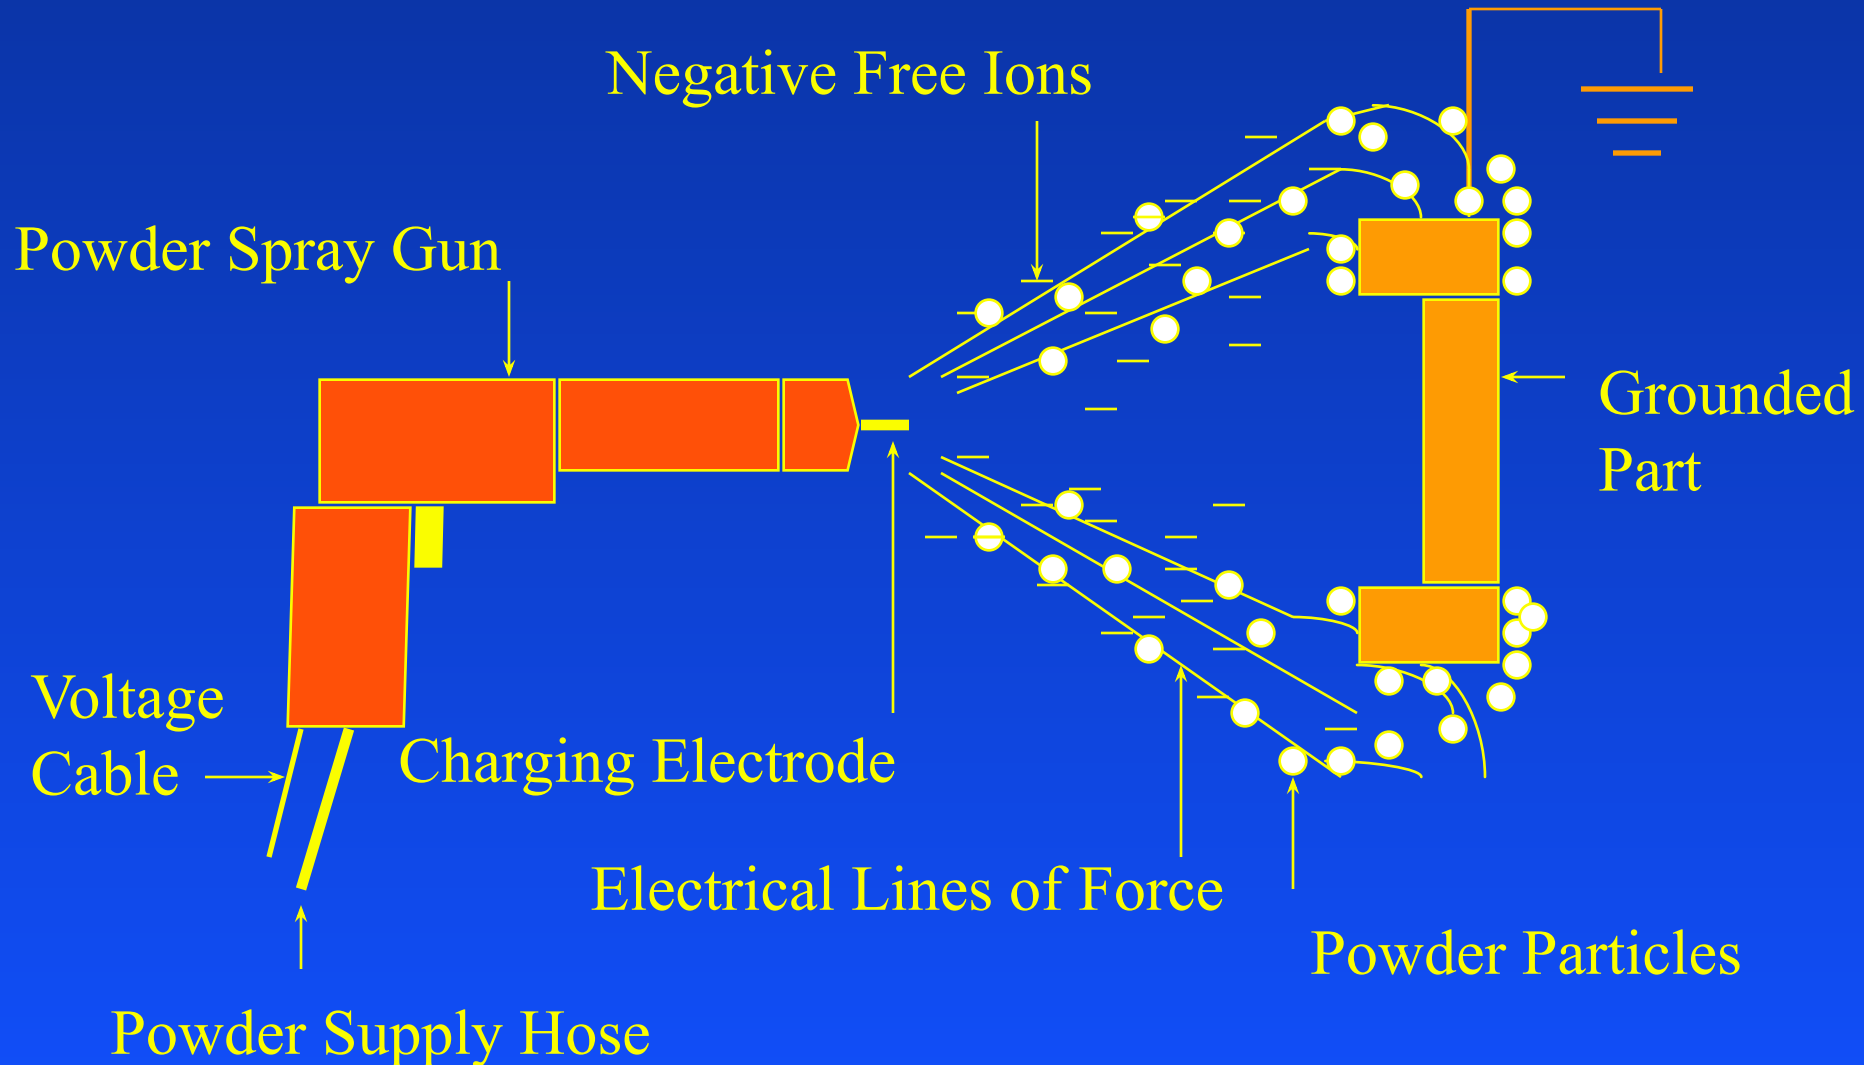 Negative Free Ions
Powder Spray Gun
Grounded
Part
Voltage
Cable
Charging Electrode
Electrical Lines of Force
Powder Particles
Powder Supply Hose